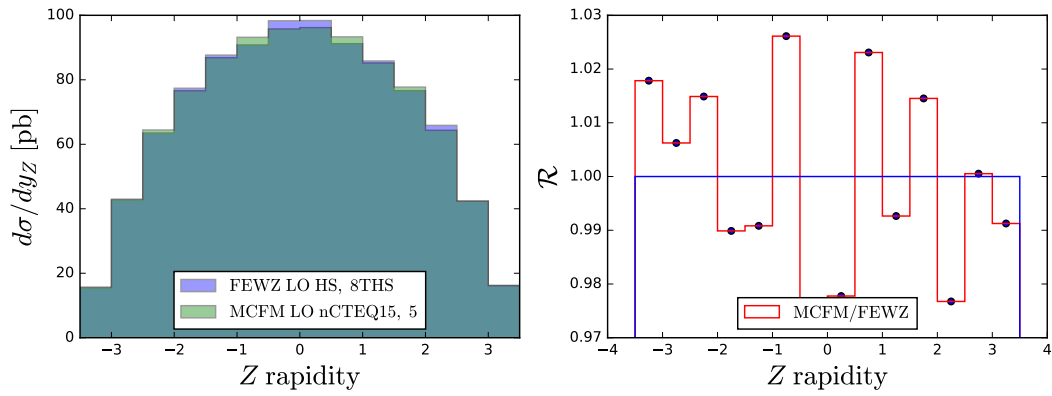 100
80
60
40
20
0
dσ/dy_Z [pb]
−3 −2 −1 0 1 2 3
Z rapidity
FEWZ LO HS, 8THS
MCFM LO nCTEQ15, 5
1.03
1.02
1.01
1.00
0.99
0.98
0.97
ℛ
−4 −3 −2 −1 0 1 2 3 4
Z rapidity
MCFM/FEWZ